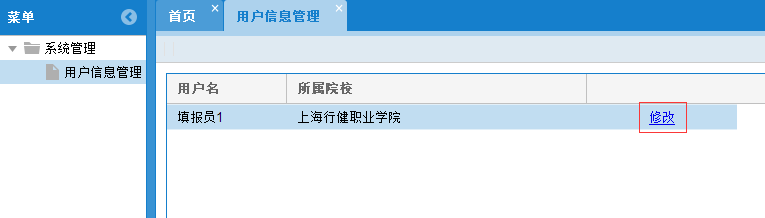 菜单
首页
用户信息管理
系统管理
用户信息管理
用户名 所属院校
填报员1 上海行健职业学院 修改